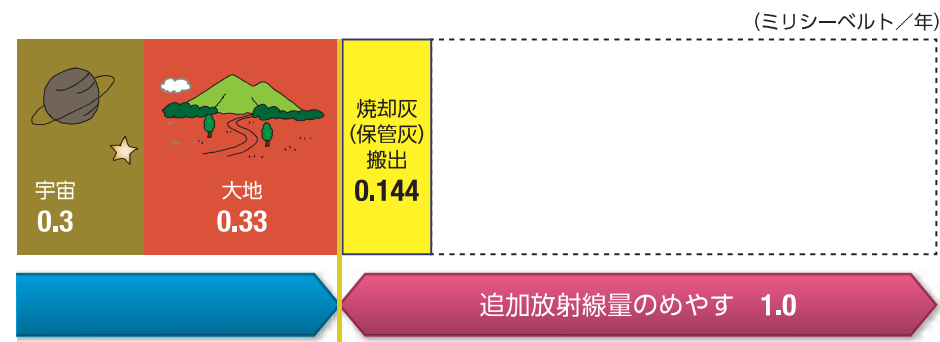 (ミリシーベルト／年)
宇宙
0.3
大地
0.33
焼却灰
(保管灰)
搬出
0.144
追加放射線量のめやす 1.0